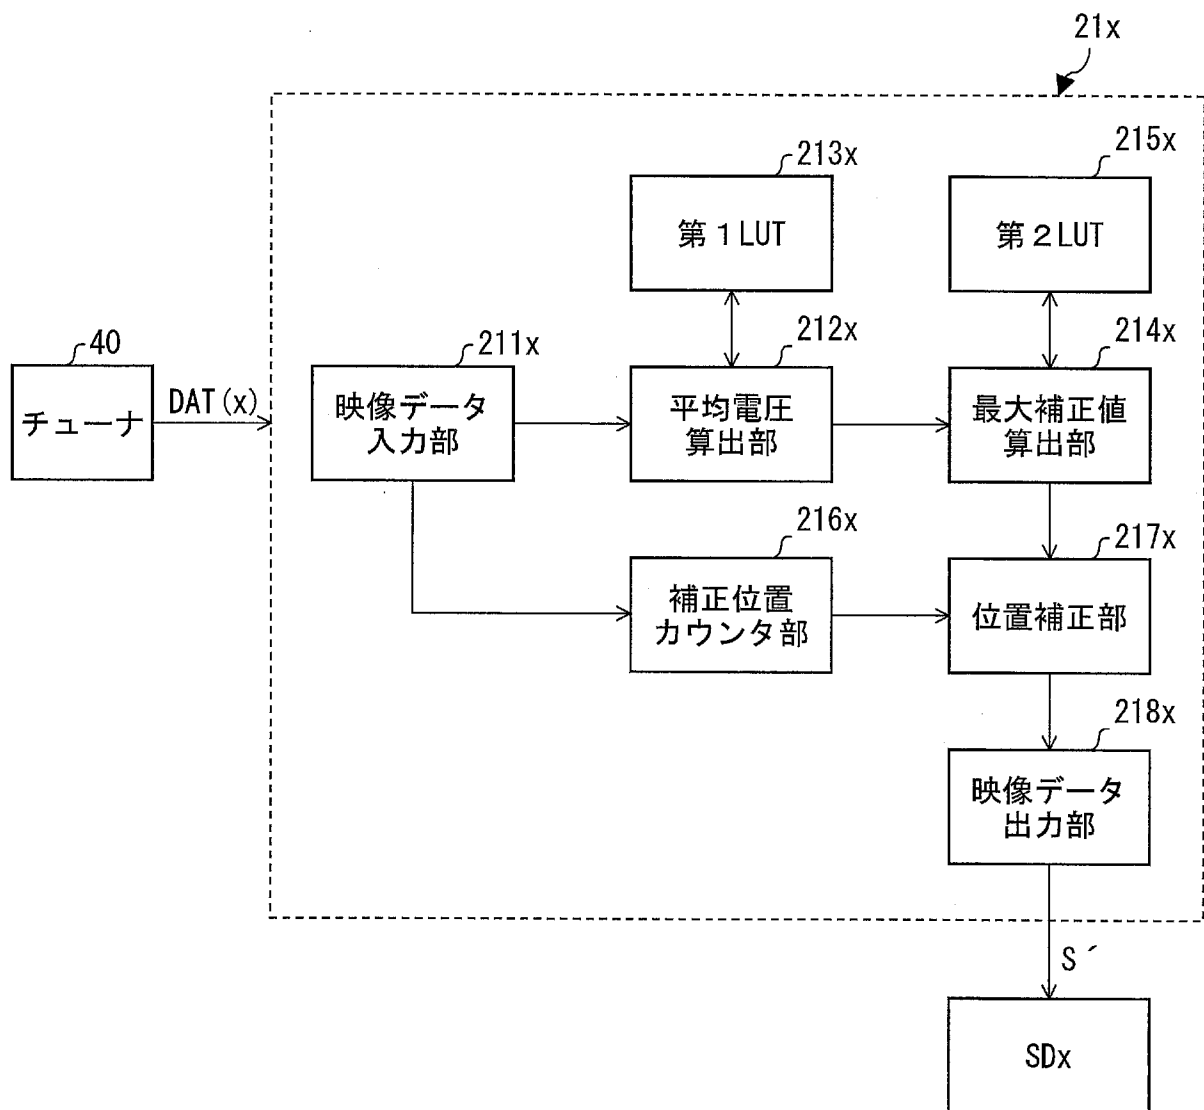 21x
213x
215x
第1LUT
第2LUT
40
211x
212x
214x
チューナ
DAT(x)
映像データ
入力部
平均電圧
算出部
最大補正値
算出部
216x
217x
補正位置
カウンタ部
位置補正部
218x
映像データ
出力部
S´
SDx